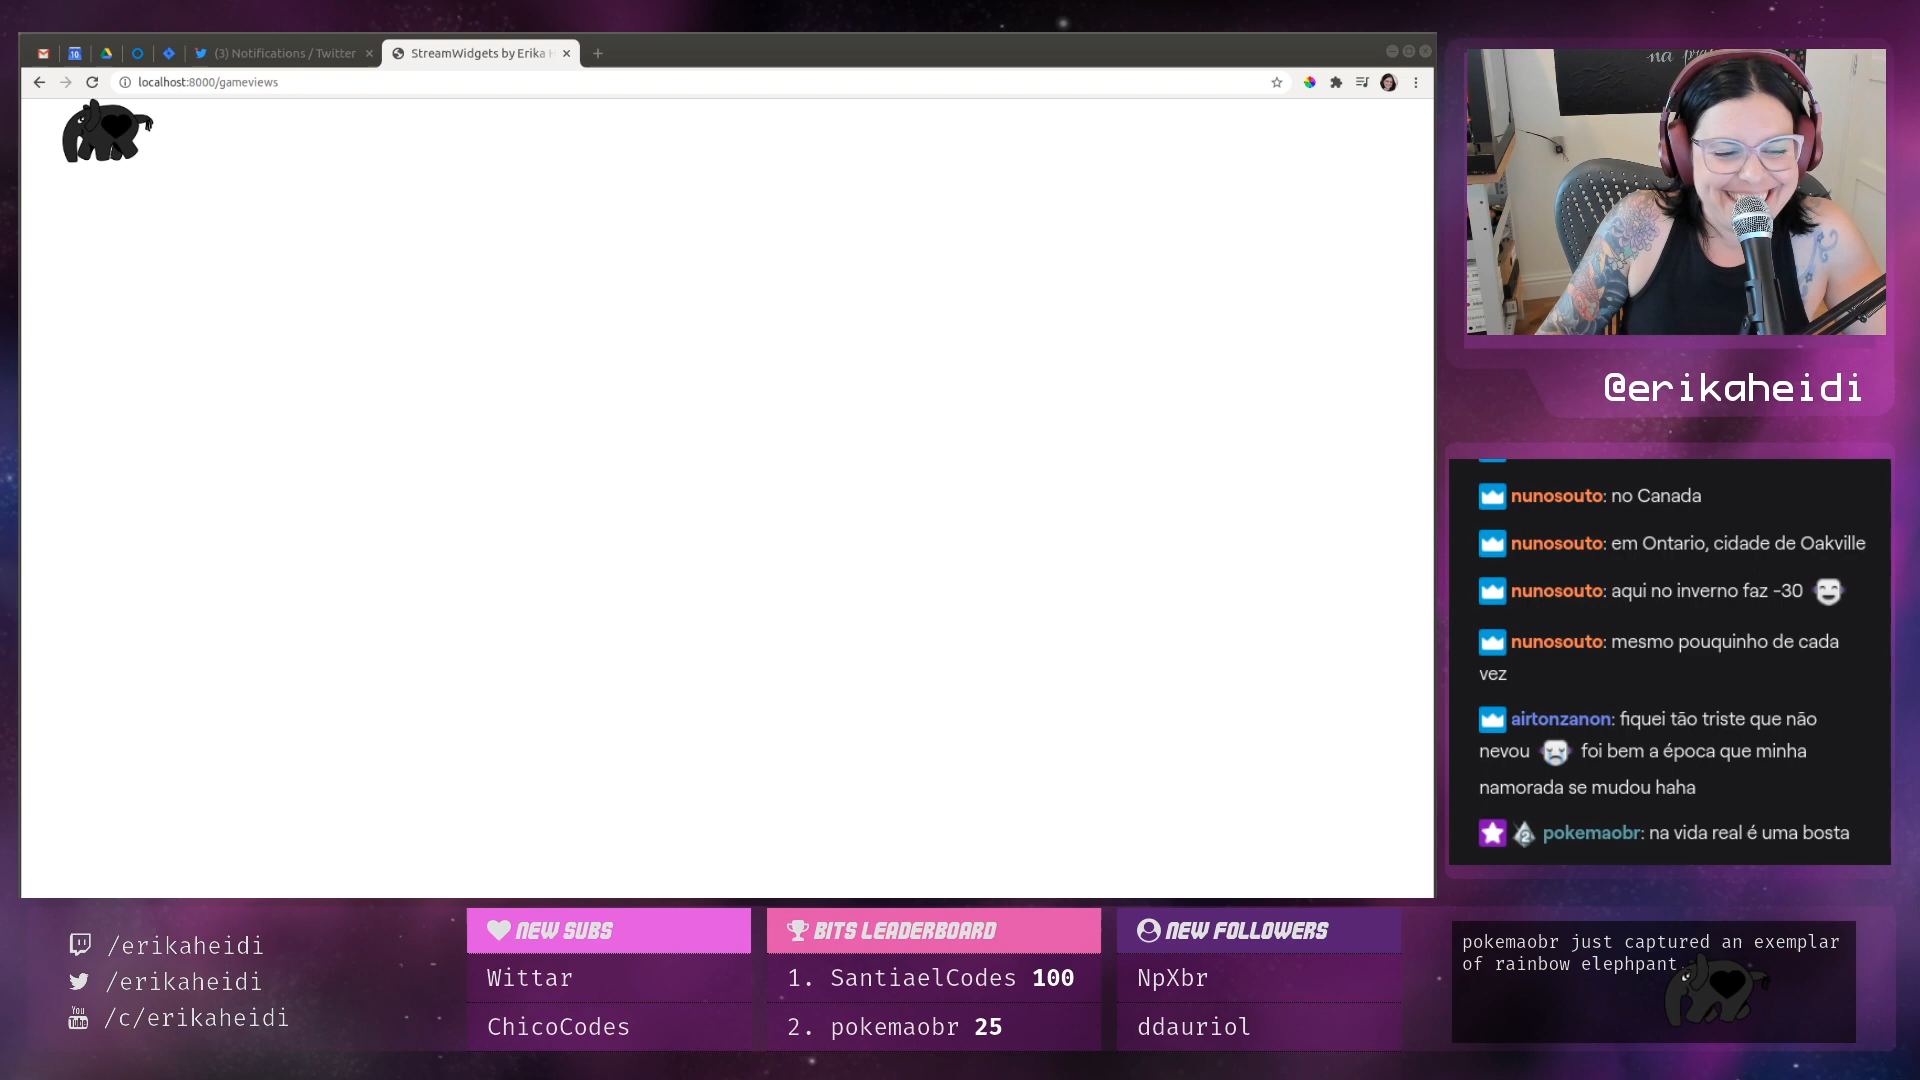 (3) Notifications / Twitter
StreamWidgets by Erika
localhost:8000/gameviews
@erikaheidi
nunosouto: no Canada
nunosouto: em Ontario, cidade de Oakville
nunosouto: aqui no inverno faz -30
nunosouto: mesmo pouquinho de cada
vez
airtonzanon: fiquei tão triste que não
nevou foi bem a época que minha
namorada se mudou haha
pokemaobr: na vida real é uma bosta
/erikaheidi
/erikaheidi
/c/erikaheidi
NEW SUBS
Wittar
ChicoCodes
BITS LEADERBOARD
1. SantiaelCodes 100
2. pokemaobr 25
NEW FOLLOWERS
NpXbr
ddauriol
pokemaobr just captured an exemplar
of rainbow elephpant.